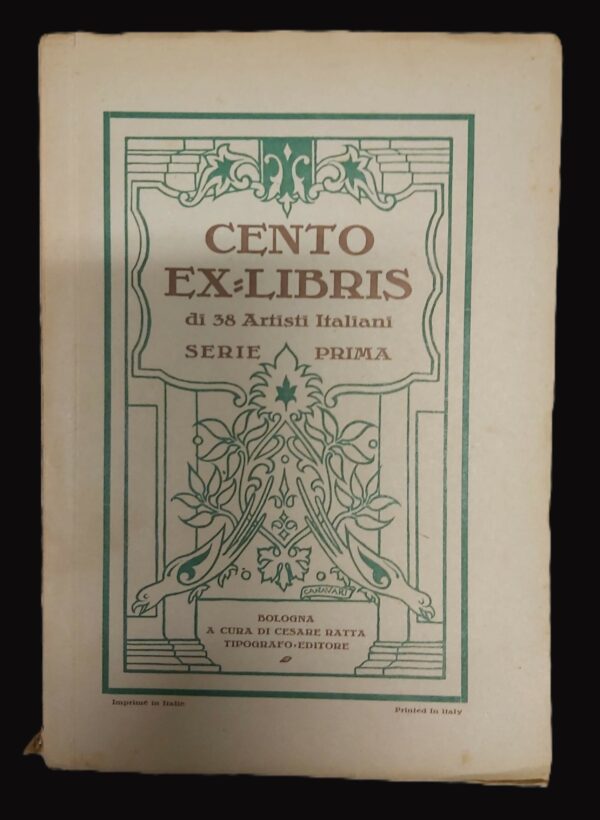 CENTO
EX=LIBRIS
di 38 Artisti Italiani
SERIE PRIMA
CANAVARI
BOLOGNA
A CURA DI CESARE RATTA
TIPOGRAFO·EDITORE
Imprimé in Italie
Printed in Italy